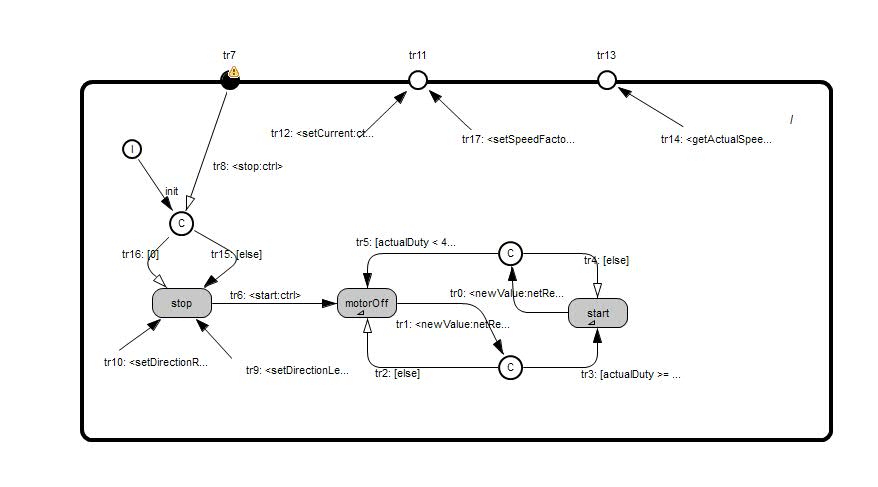 tr7
tr11
tr13
tr12: <setCurrent:ct...
tr17: <setSpeedFacto...
tr14: <getActualSpee...
/
I
tr8: <stop:ctrl>
init
C
tr16: [0]
tr15: [else]
tr5: [actualDuty < 4...
C
tr4: [else]
tr6: <start:ctrl>
tr0: <newValue:netRe...
stop
motorOff
start
tr1: <newValue:netRe...
tr10: <setDirectionR...
tr9: <setDirectionLe...
tr2: [else]
C
tr3: [actualDuty >= ...